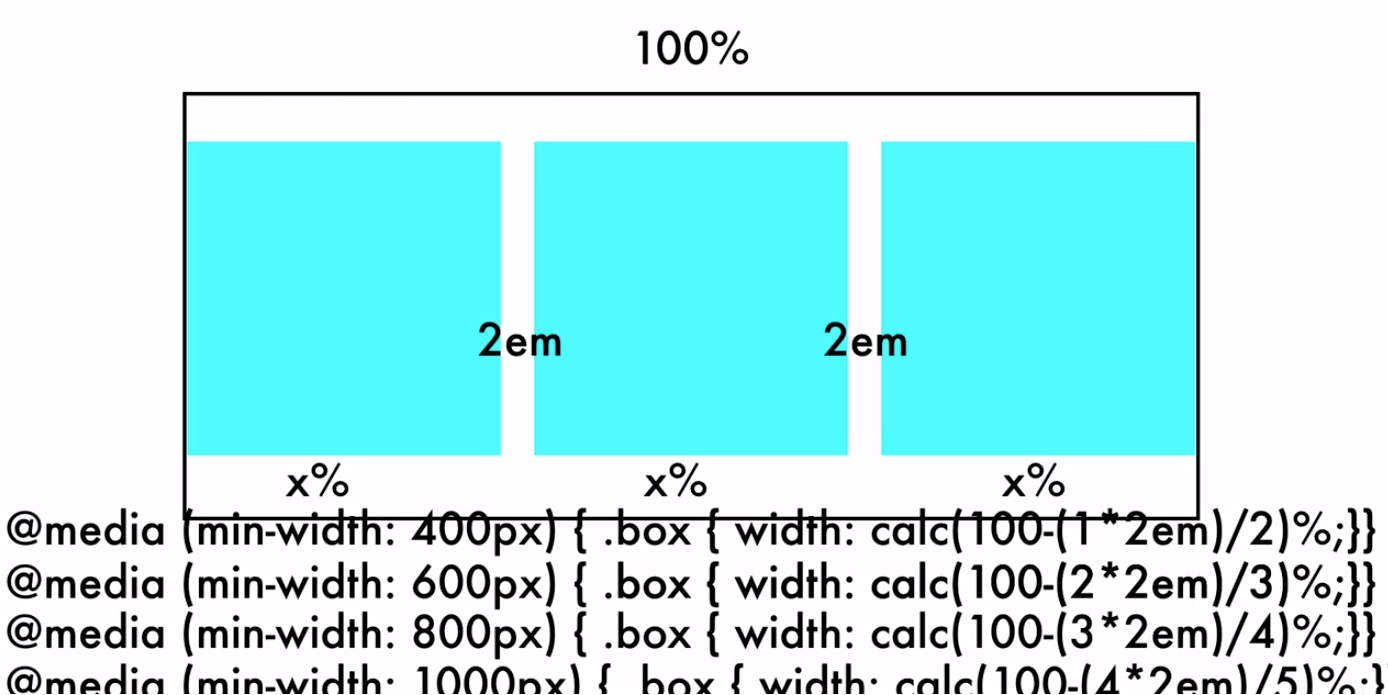 100%
2em 2em
x% x% x%
@media (min-width: 400px) { .box { width: calc(100-(1*2em)/2)%;}}
@media (min-width: 600px) { .box { width: calc(100-(2*2em)/3)%;}}
@media (min-width: 800px) { .box { width: calc(100-(3*2em)/4)%;}}
@media (min-width: 1000px) { .box { width: calc(100-(4*2em)/5)%;}